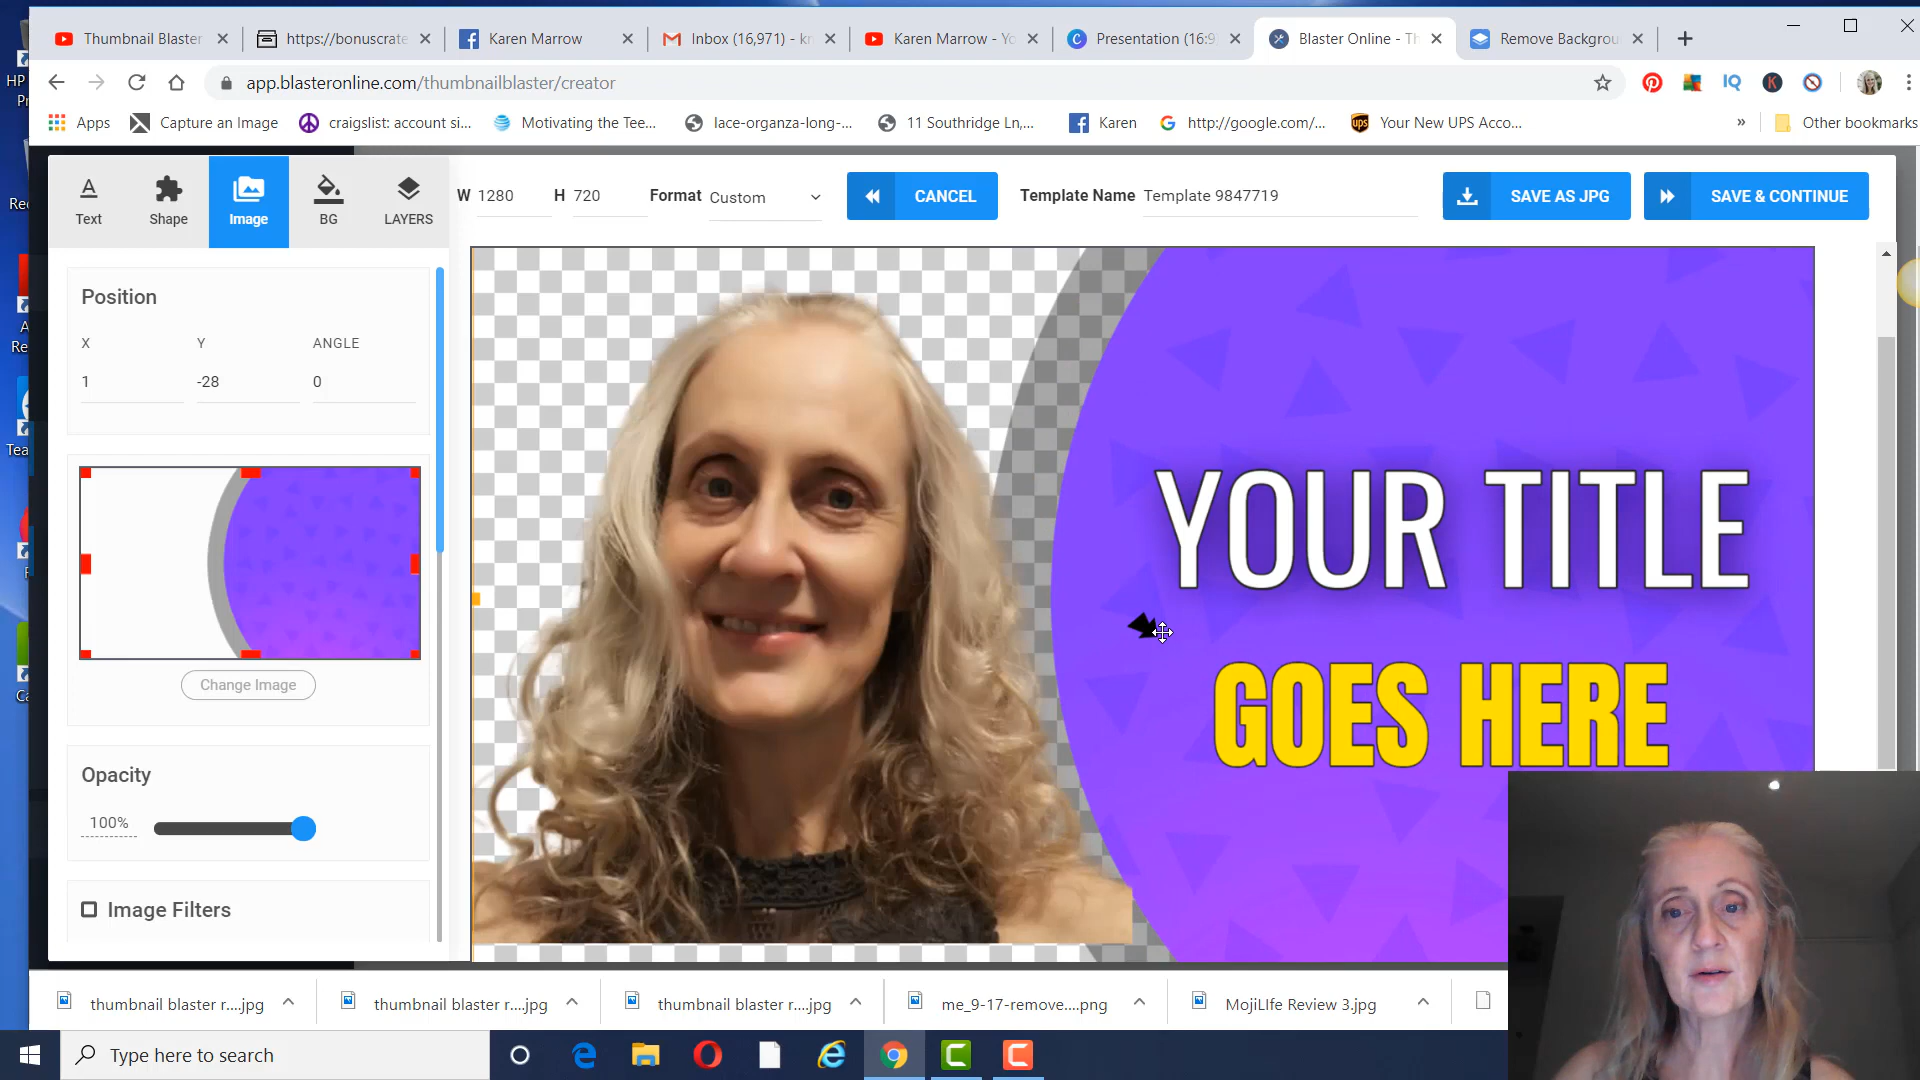 Thumbnail Blaster
https://bonuscrate
Karen Marrow
Inbox (16,971) - kn
Karen Marrow - Yo
Presentation (16:9
Blaster Online - Th
Remove Backgrou
app.blasteronline.com/thumbnailblaster/creator
Apps
Capture an Image
craigslist: account si...
Motivating the Tee...
lace-organza-long-...
11 Southridge Ln,...
Karen
http://google.com/...
Your New UPS Acco...
»
Other bookmarks
Text
Shape
Image
BG
LAYERS
W 1280
H 720
Format Custom
CANCEL
Template Name Template 9847719
SAVE AS JPG
SAVE & CONTINUE
Position
X
Y
ANGLE
1
-28
0
Change Image
Opacity
100%
Image Filters
YOUR TITLE
GOES HERE
thumbnail blaster r....jpg
thumbnail blaster r....jpg
thumbnail blaster r....jpg
me_9-17-remove....png
MojiLIfe Review 3.jpg
Type here to search
HP